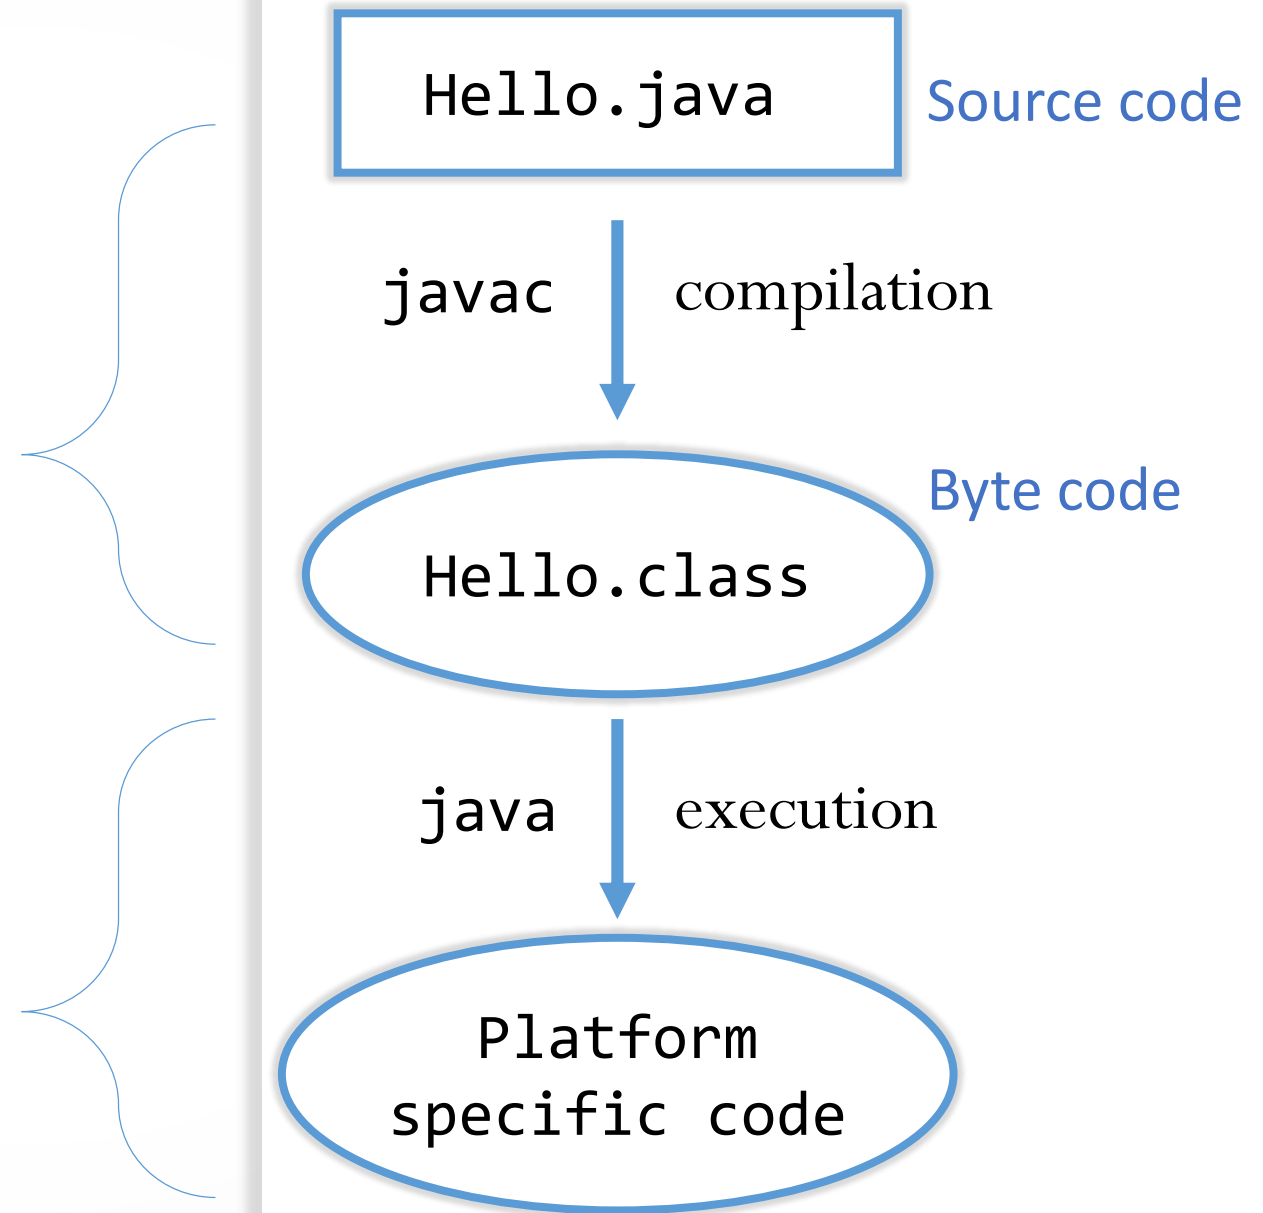 Hello.java
Source code
javac
compilation
Byte code
Hello.class
java
execution
Platform
specific code